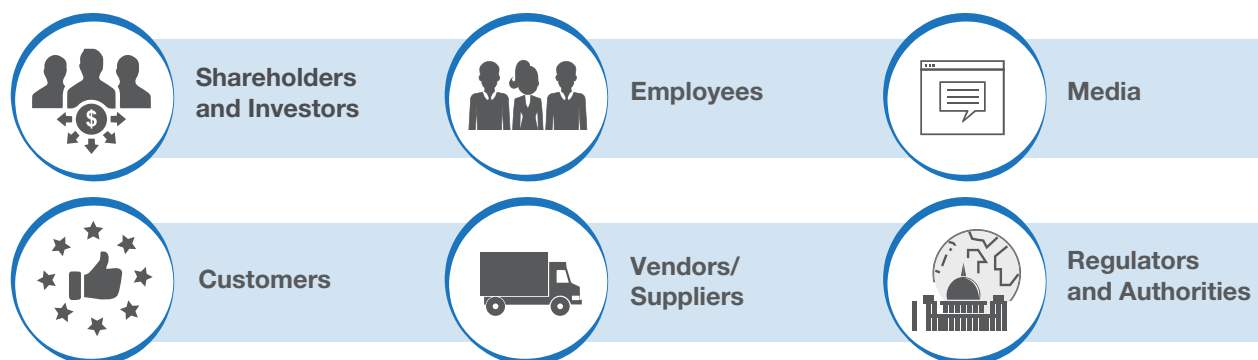 Shareholders
and Investors
Employees
Media
$
Customers
Vendors/
Suppliers
Regulators
and Authorities